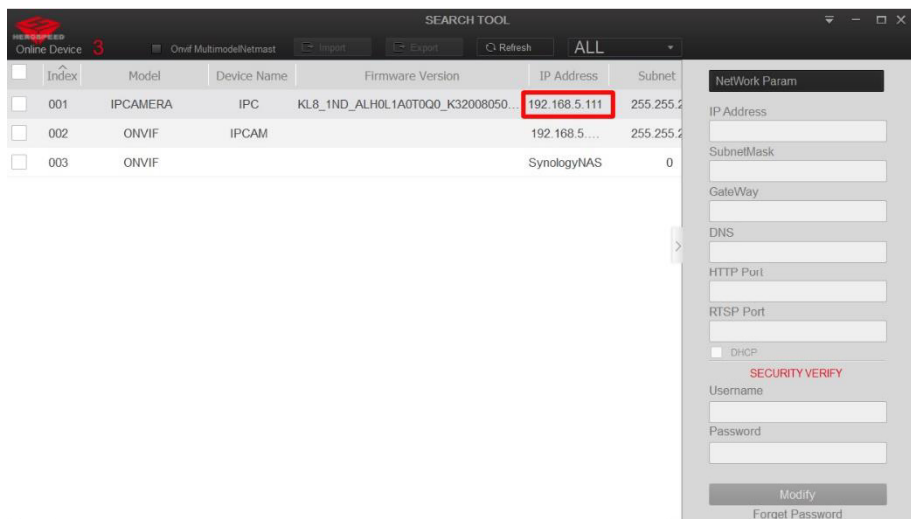 SEARCH TOOL
HEROSPEED
Online Device 3 Onvif MultimodelNetmast Import Export Refresh ALL
Index Model Device Name Firmware Version IP Address Subnet
001 IPCAMERA IPC KL8_1ND_ALH0L1A0T0Q0_K32008050... 192.168.5.111 255.255.2
002 ONVIF IPCAM 192.168.5.... 255.255.2
003 ONVIF SynologyNAS 0
NetWork Param
IP Address
SubnetMask
GateWay
DNS
HTTP Port
RTSP Port
DHCP
SECURITY VERIFY
Username
Password
Modify
Forget Password